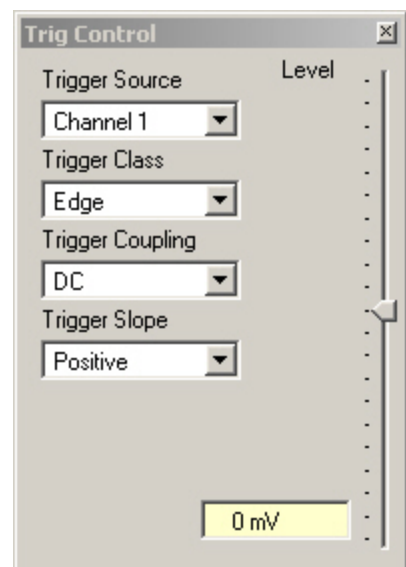 Trig Control
Level
Trigger Source
Channel 1
Trigger Class
Edge
Trigger Coupling
DC
Trigger Slope
Positive
0 mV